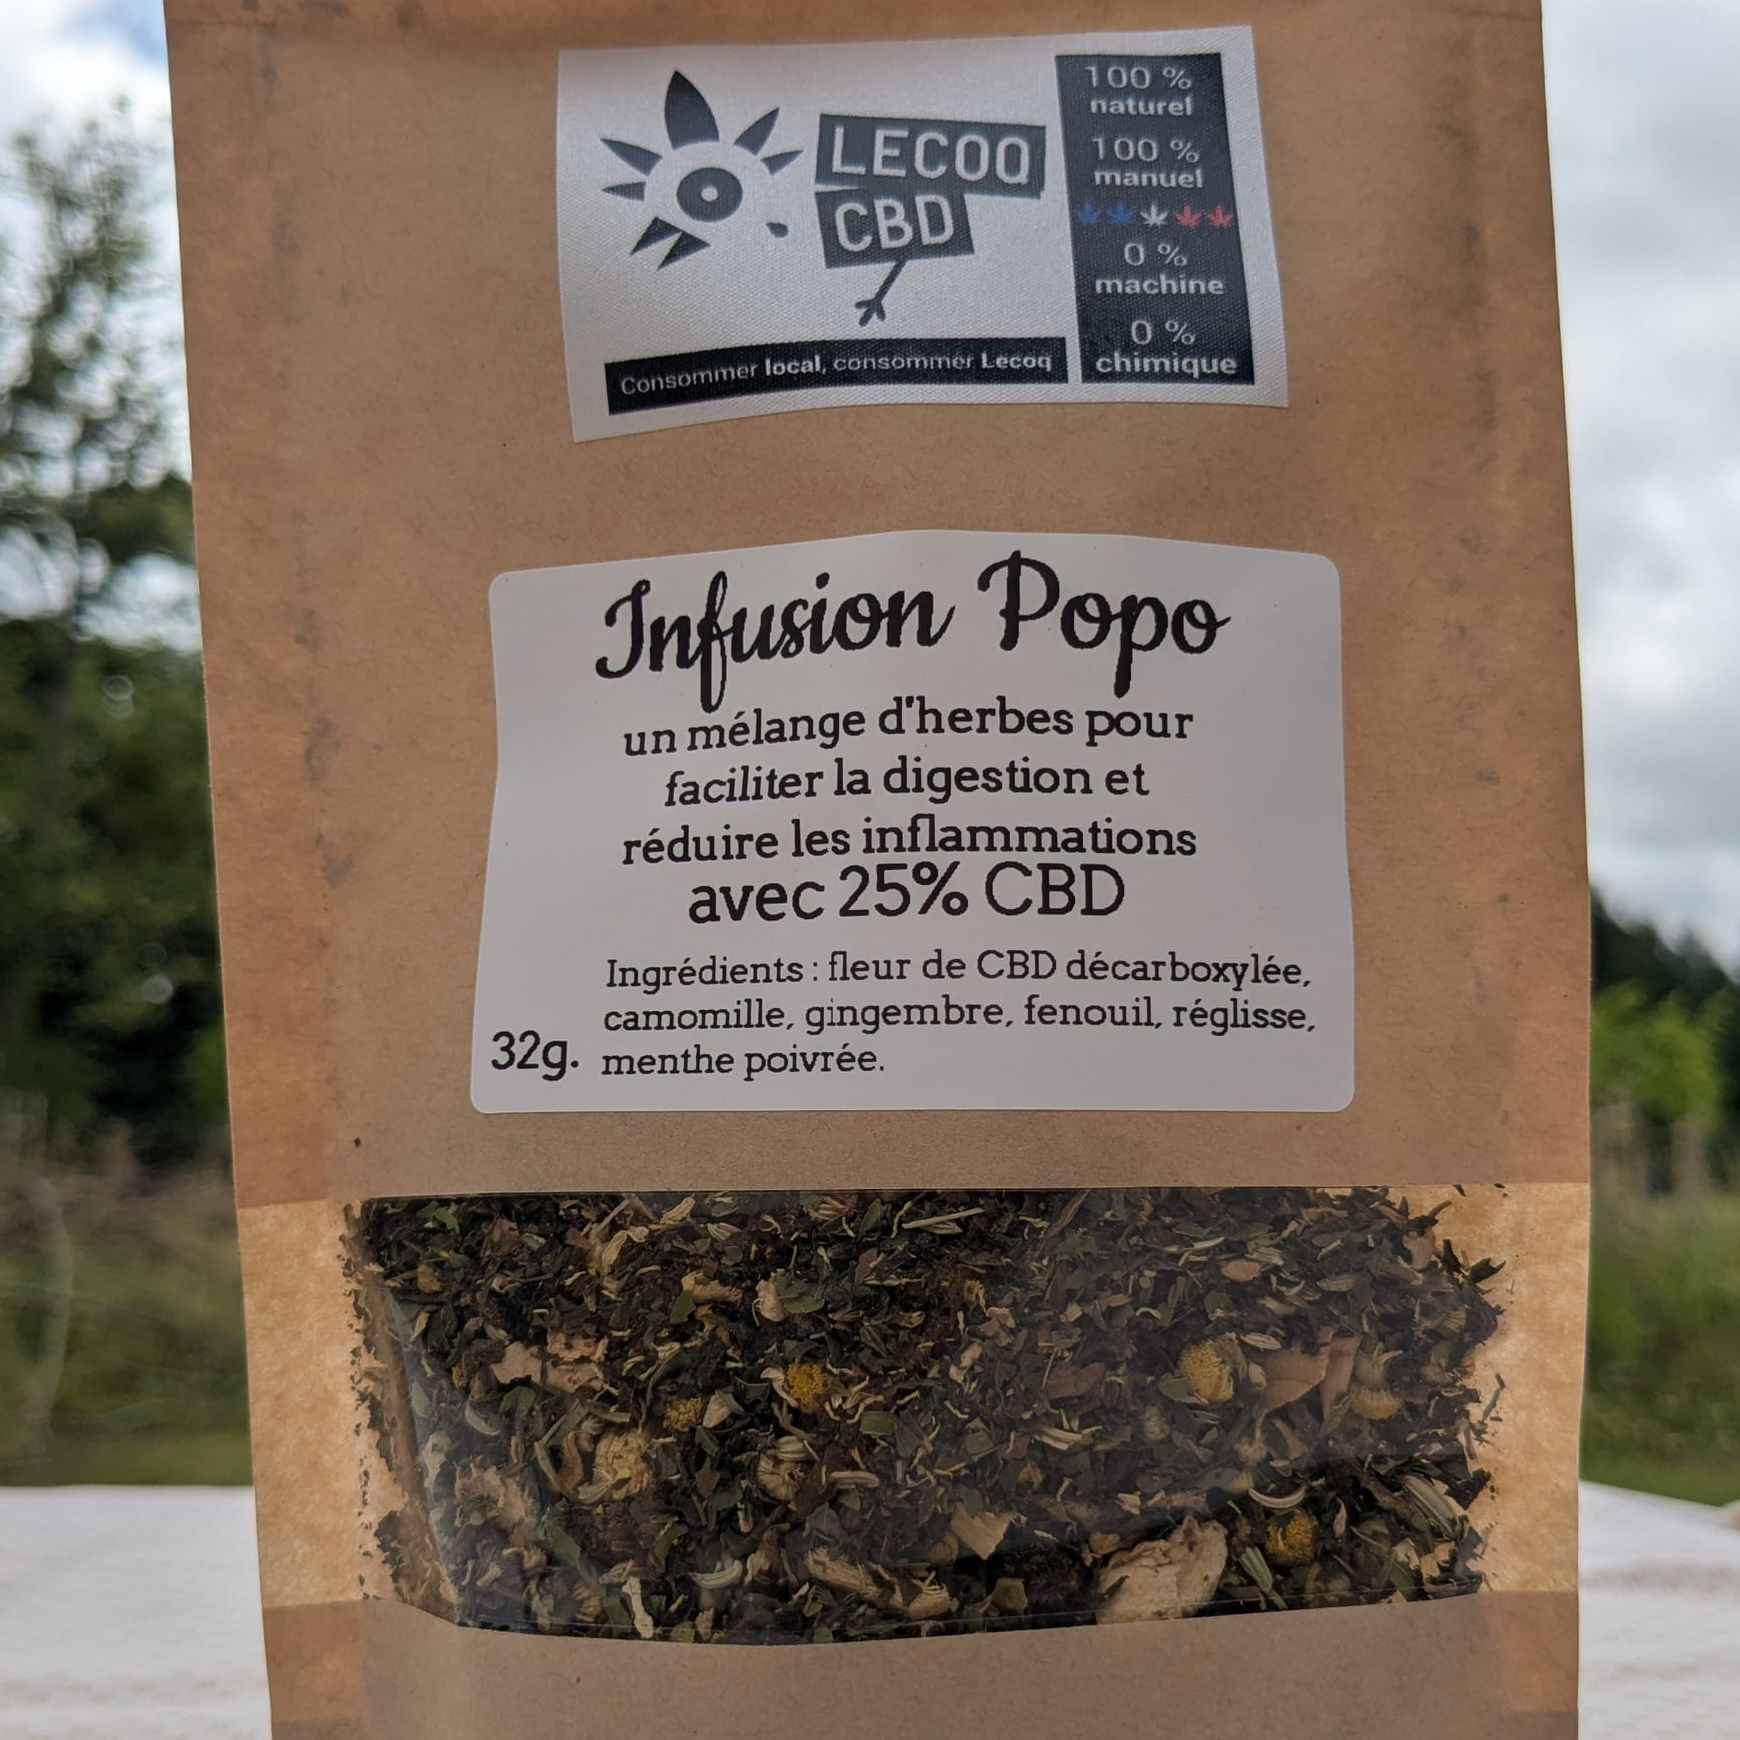 LECOQ
CBD
Consommer local, consommer Lecoq
100 %
naturel
100 %
manuel
0 %
machine
0 %
chimique
Infusion Popo
un mélange d'herbes pour
faciliter la digestion et
réduire les inflammations
avec 25% CBD
Ingrédients : fleur de CBD décarboxylée,
camomille, gingembre, fenouil, réglisse,
32g. menthe poivrée.